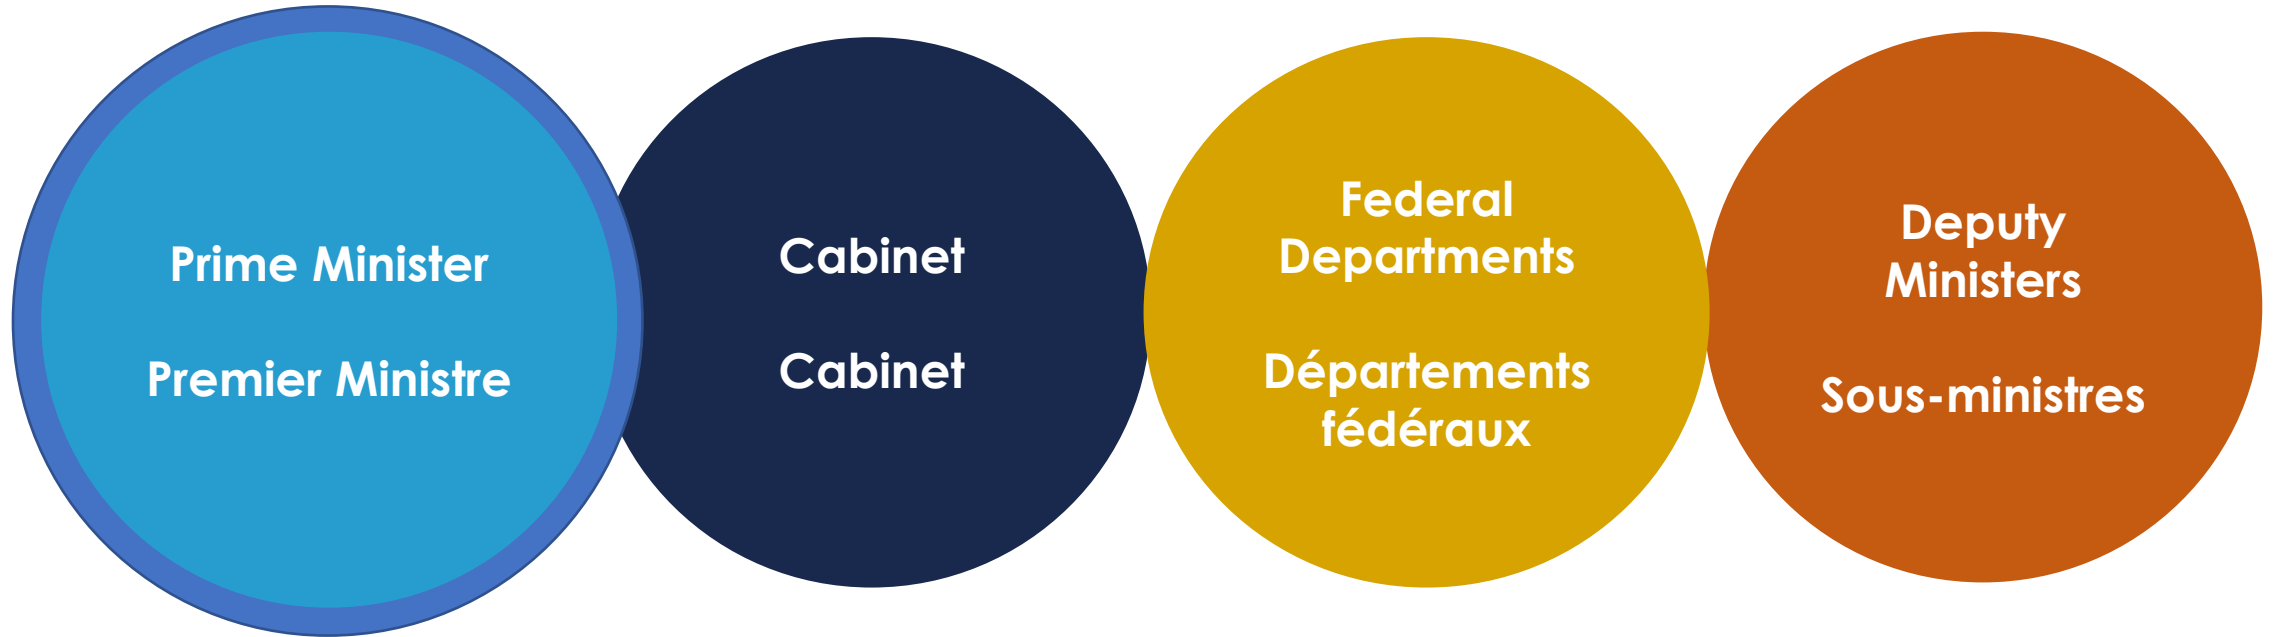 Prime Minister
Premier Ministre
Cabinet
Cabinet
Federal
Departments
Départements
fédéraux
Deputy
Ministers
Sous-ministres